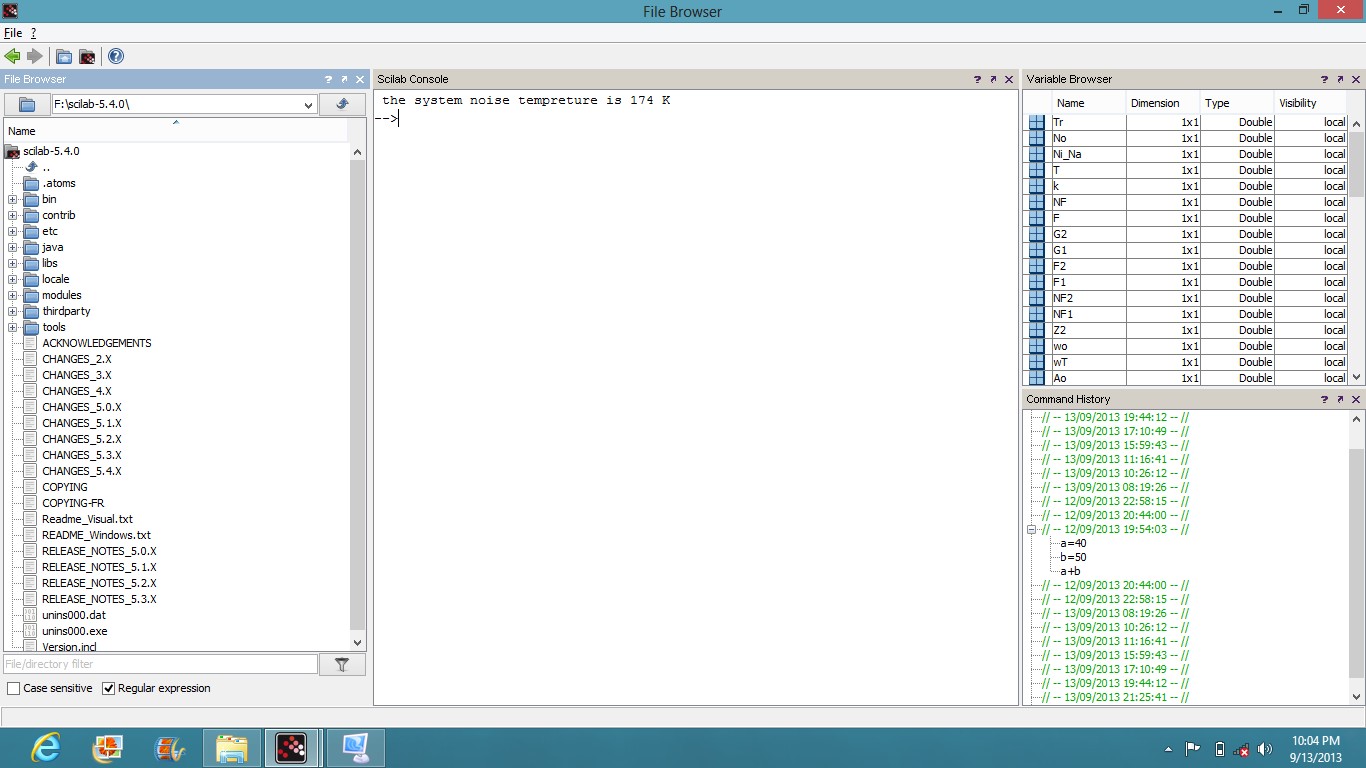 File Browser
File ?
File Browser ? ↗ ×
F:\scilab-5.4.0\
Name
scilab-5.4.0
..
.atoms
bin
contrib
etc
java
libs
locale
modules
thirdparty
tools
ACKNOWLEDGEMENTS
CHANGES_2.X
CHANGES_3.X
CHANGES_4.X
CHANGES_5.0.X
CHANGES_5.1.X
CHANGES_5.2.X
CHANGES_5.3.X
CHANGES_5.4.X
COPYING
COPYING-FR
Readme_Visual.txt
README_Windows.txt
RELEASE_NOTES_5.0.X
RELEASE_NOTES_5.1.X
RELEASE_NOTES_5.2.X
RELEASE_NOTES_5.3.X
unins000.dat
unins000.exe
Version.incl
File/directory filter
Case sensitive Regular expression
Scilab Console ? ↗ ×
the system noise tempreture is 174 K
-->
Variable Browser ? ↗ ×
Name Dimension Type Visibility
Tr 1x1 Double local
No 1x1 Double local
Ni_Na 1x1 Double local
T 1x1 Double local
k 1x1 Double local
NF 1x1 Double local
F 1x1 Double local
G2 1x1 Double local
G1 1x1 Double local
F2 1x1 Double local
F1 1x1 Double local
NF2 1x1 Double local
NF1 1x1 Double local
Z2 1x1 Double local
wo 1x1 Double local
wT 1x1 Double local
Ao 1x1 Double local
Command History ? ↗ ×
// -- 13/09/2013 19:44:12 -- //
// -- 13/09/2013 17:10:49 -- //
// -- 13/09/2013 15:59:43 -- //
// -- 13/09/2013 11:16:41 -- //
// -- 13/09/2013 10:26:12 -- //
// -- 13/09/2013 08:19:26 -- //
// -- 12/09/2013 22:58:15 -- //
// -- 12/09/2013 20:44:00 -- //
// -- 12/09/2013 19:54:03 -- //
a=40
b=50
a+b
// -- 12/09/2013 20:44:00 -- //
// -- 12/09/2013 22:58:15 -- //
// -- 13/09/2013 08:19:26 -- //
// -- 13/09/2013 10:26:12 -- //
// -- 13/09/2013 11:16:41 -- //
// -- 13/09/2013 15:59:43 -- //
// -- 13/09/2013 17:10:49 -- //
// -- 13/09/2013 19:44:12 -- //
// -- 13/09/2013 21:25:41 -- //
10:04 PM
9/13/2013